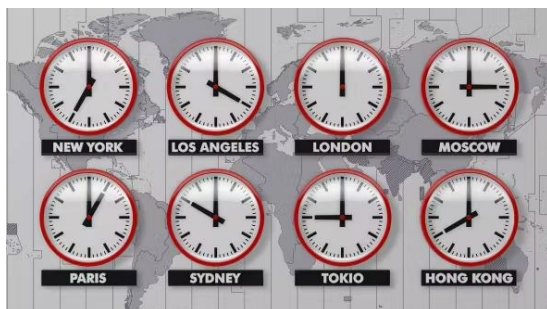 NEW YORK
LOS ANGELES
LONDON
MOSCOW
PARIS
SYDNEY
TOKIO
HONG KONG